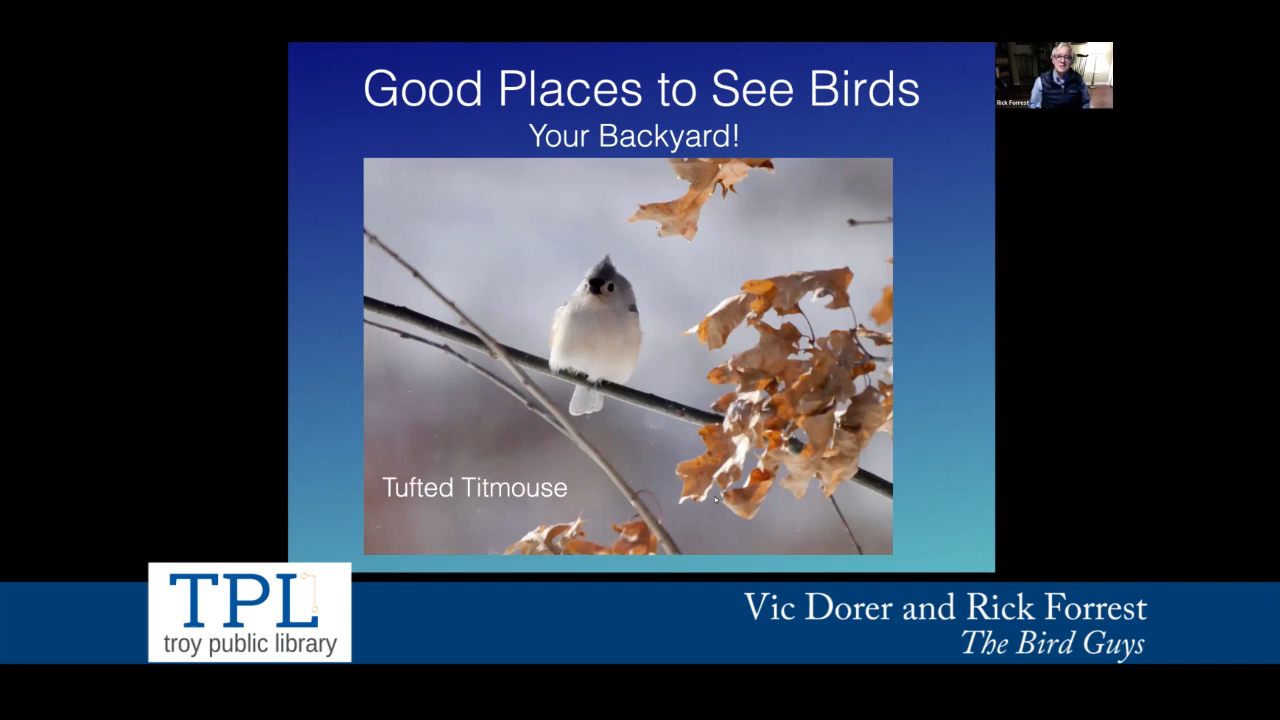 Good Places to See Birds
Your Backyard!
Rick Forrest
Tufted Titmouse
TPL
troy public library
Vic Dorer and Rick Forrest
The Bird Guys